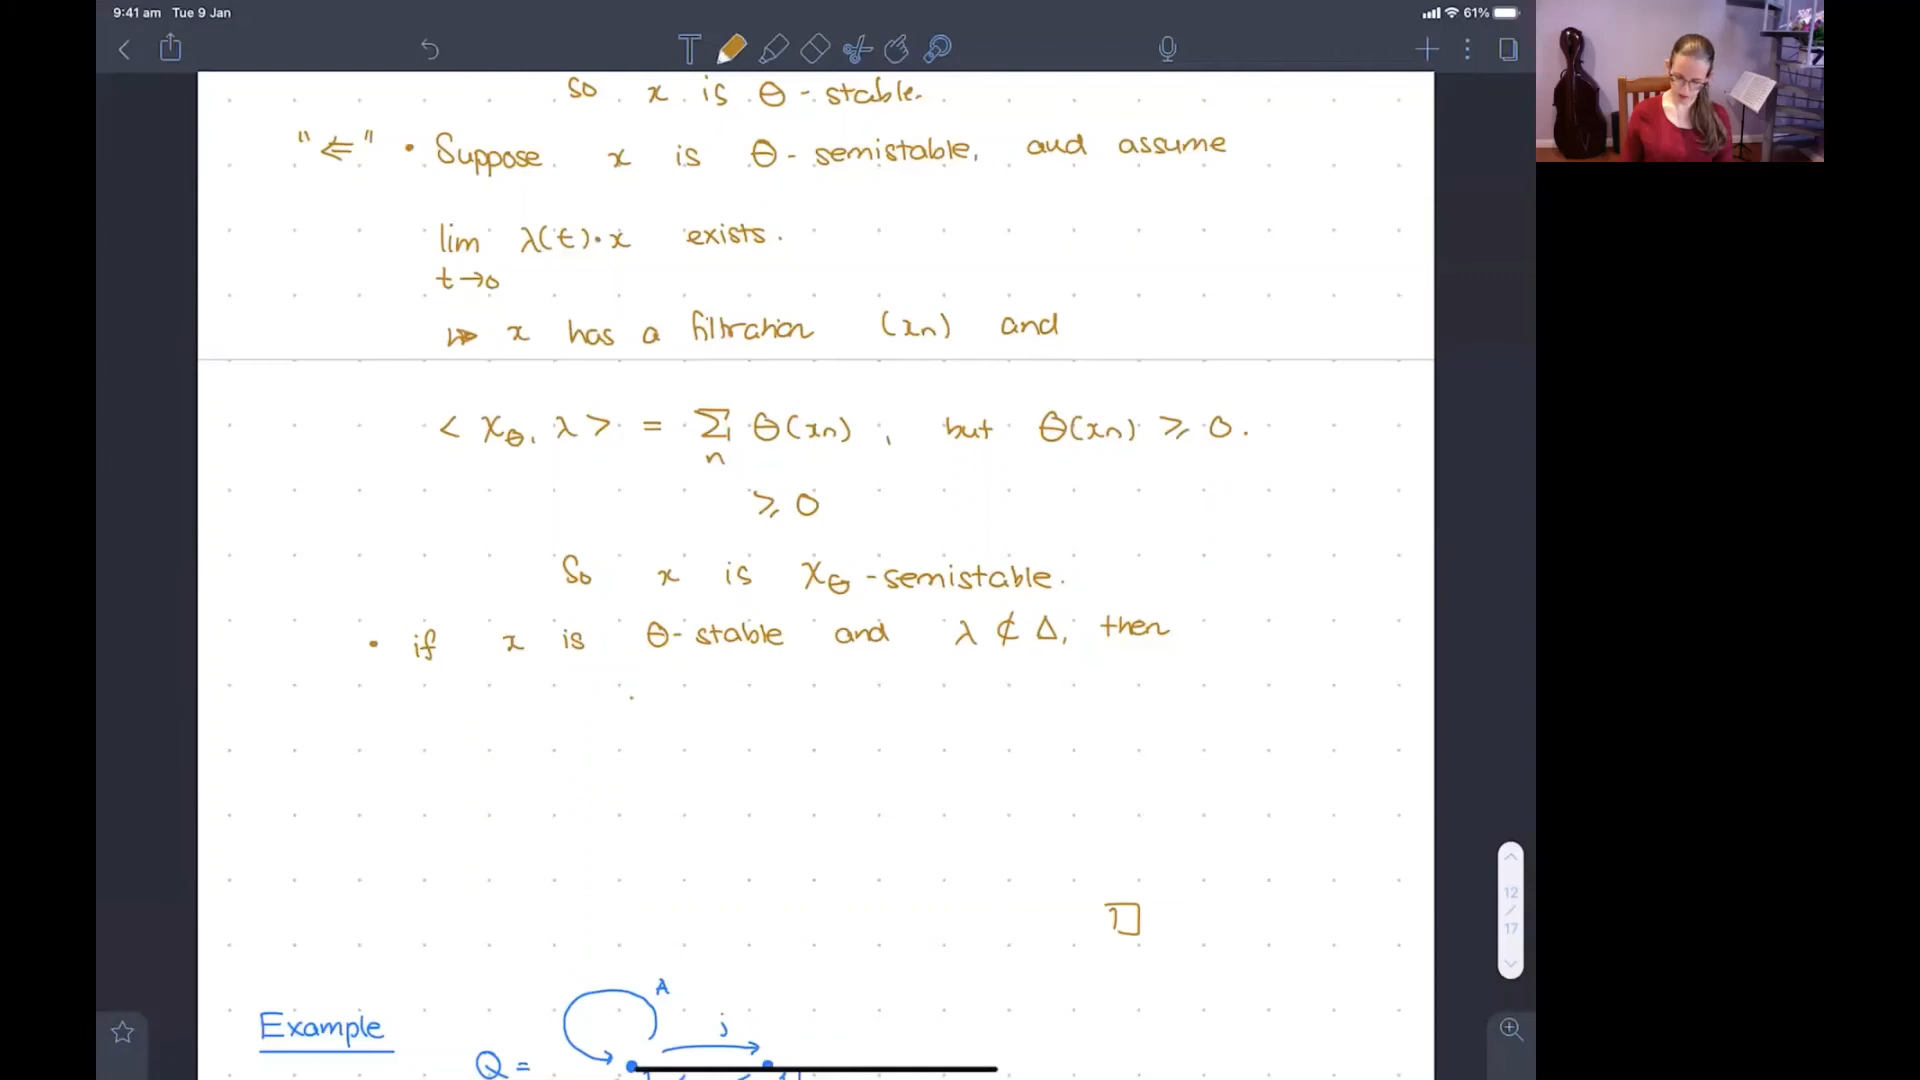 9:41 am Tue 9 Jan
61%
So x is θ-stable.
"⇐" • Suppose x is θ-semistable, and assume
lim λ(t)·x exists.
t→0
x has a filtration (xn) and
< χθ, λ > = Σ θ(xn), but θ(xn) ⩾ 0.
n
⩾ 0
So x is χθ-semistable.
• if x is θ-stable and λ ∉ Δ, then
12
/
17
A
Example
j
Q =